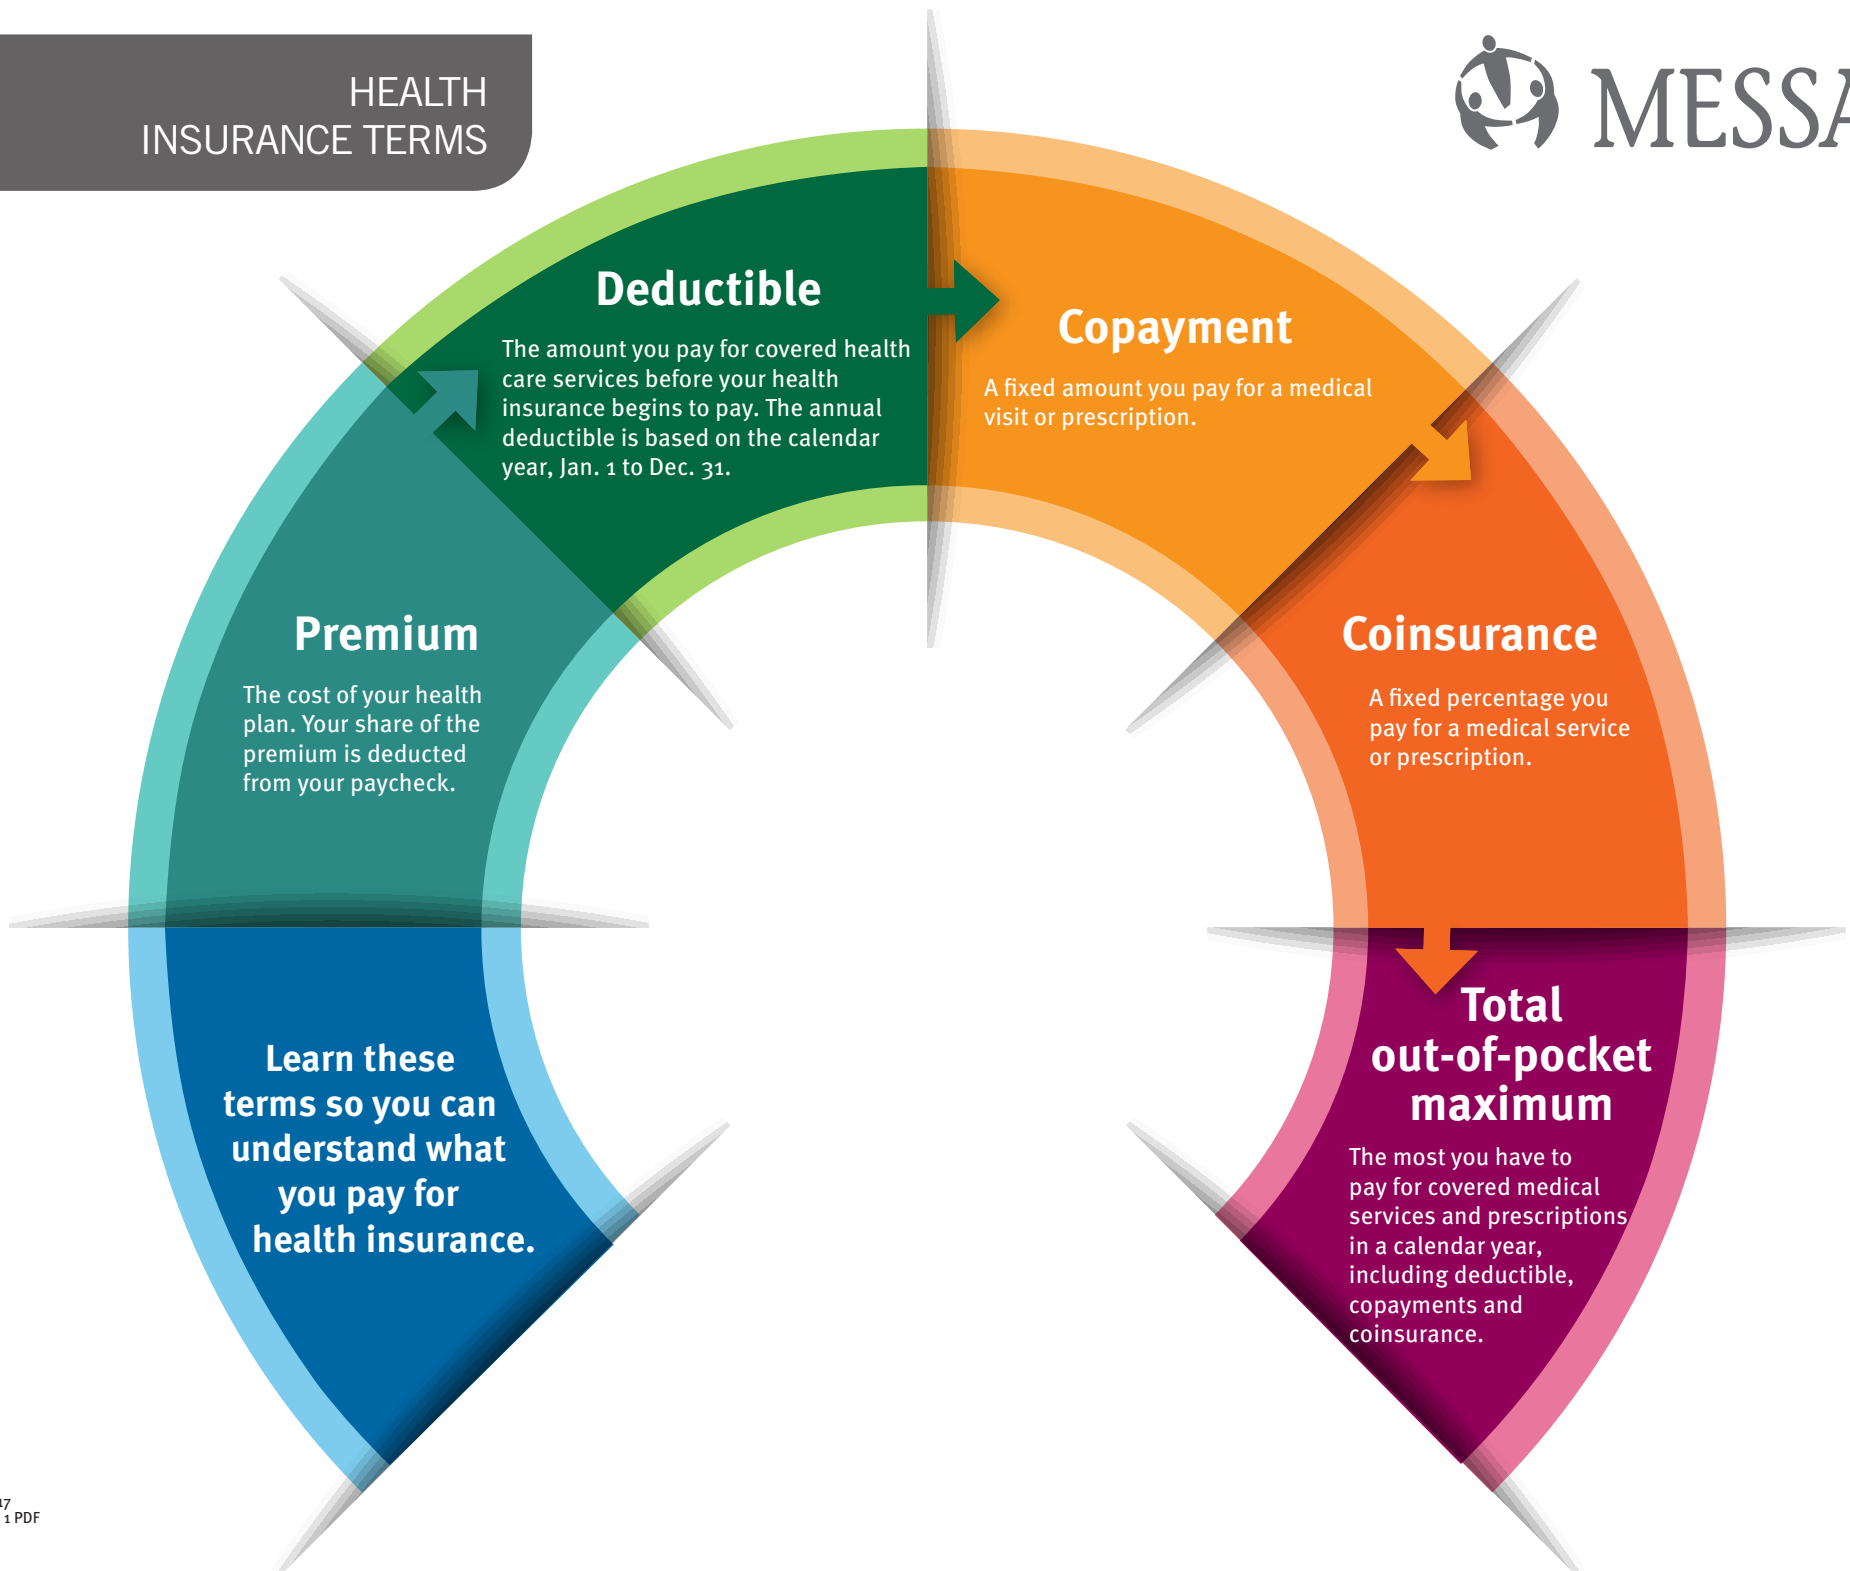 HEALTH
INSURANCE TERMS
MESSA
Deductible
The amount you pay for covered health
care services before your health
insurance begins to pay. The annual
deductible is based on the calendar
year, Jan. 1 to Dec. 31.
Copayment
A fixed amount you pay for a medical
visit or prescription.
Premium
The cost of your health
plan. Your share of the
premium is deducted
from your paycheck.
Coinsurance
A fixed percentage you
pay for a medical service
or prescription.
Learn these
terms so you can
understand what
you pay for
health insurance.
Total
out-of-pocket
maximum
The most you have to
pay for covered medical
services and prescriptions
in a calendar year,
including deductible,
copayments and
coinsurance.
17
1 PDF